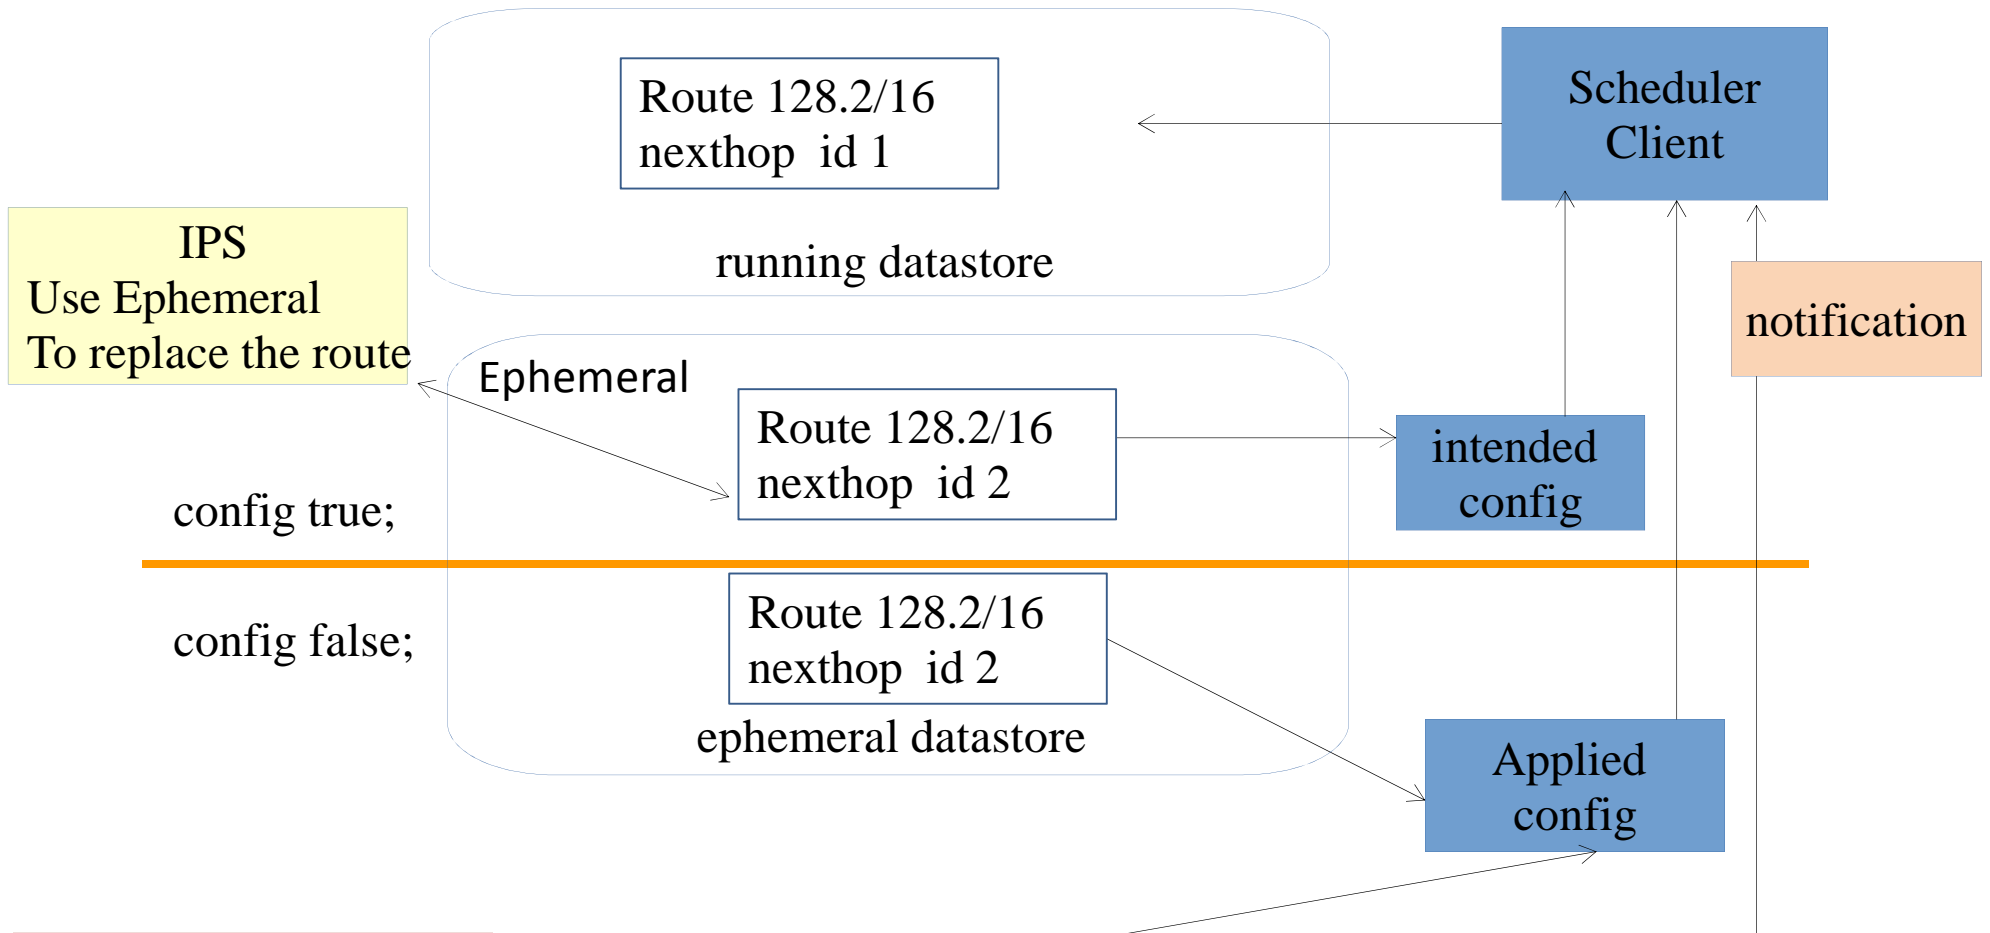 Route 128.2/16
nexthop  id 1
running datastore
Scheduler
Client
IPS
Use Ephemeral
To replace the route
notification
Ephemeral
Route 128.2/16
nexthop  id 2
intended
config
config true;
config false;
Route 128.2/16
nexthop  id 2
ephemeral datastore
Applied
config